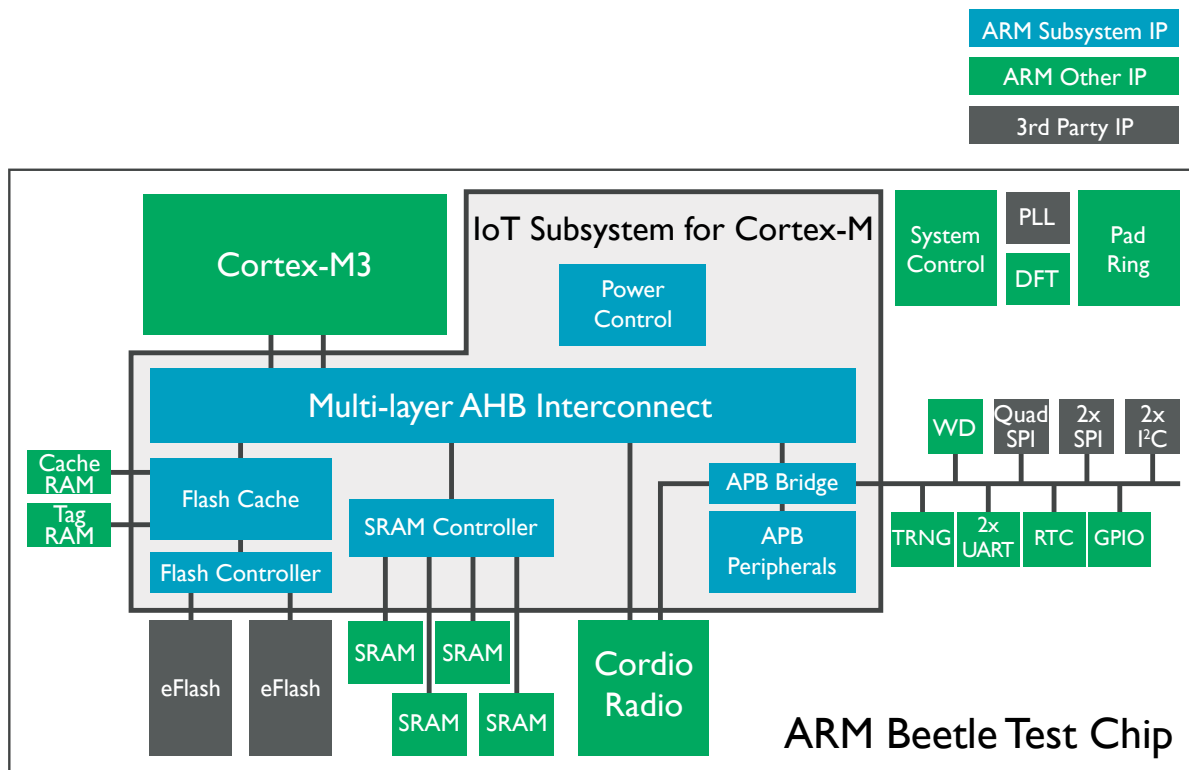 ARM Subsystem IP
ARM Other IP
3rd Party IP
Cortex-M3
IoT Subsystem for Cortex-M
Power
Control
System
Control
PLL
DFT
Pad
Ring
Multi-layer AHB Interconnect
WD
Quad
SPI
2x
SPI
2x
I²C
Cache
RAM
Tag
RAM
Flash Cache
SRAM Controller
APB Bridge
APB
Peripherals
TRNG
2x
UART
RTC
GPIO
Flash Controller
eFlash
eFlash
SRAM
SRAM
SRAM
SRAM
Cordio
Radio
ARM Beetle Test Chip